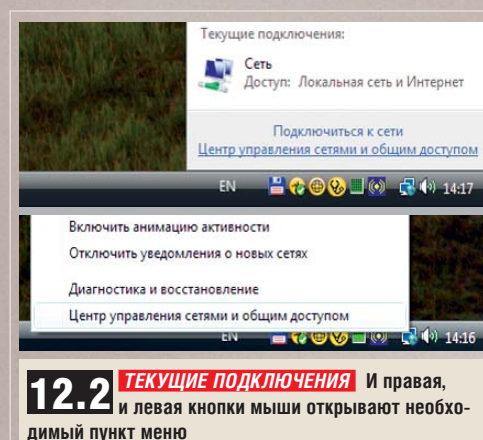 Текущие подключения:
Сеть
Доступ: Локальная сеть и Интернет
Подключиться к сети
Центр управления сетями и общим доступом
EN 14:17
Включить анимацию активности
Отключить уведомления о новых сетях
Диагностика и восстановление
Центр управления сетями и общим доступом
EN 14:16
12.2 ТЕКУЩИЕ ПОДКЛЮЧЕНИЯ И правая,
и левая кнопки мыши открывают необхо-
димый пункт меню